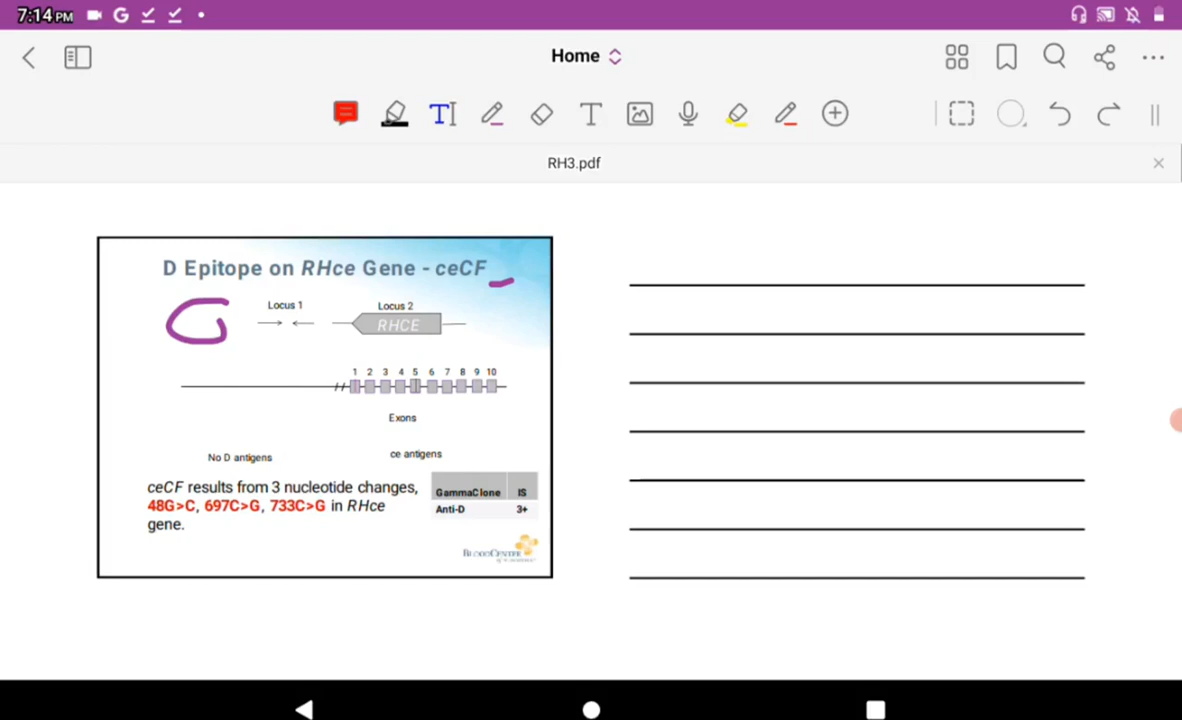 7:14 PM
Home
RH3.pdf
D Epitope on RHce Gene - ceCF
Locus 1
Locus 2
RHCE
1 2 3 4 5 6 7 8 9 10
Exons
No D antigens
ce antigens
ceCF results from 3 nucleotide changes,
48G>C, 697C>G, 733C>G in RHce
gene.
GammaClone IS
Anti-D 3+
BLOODCENTER